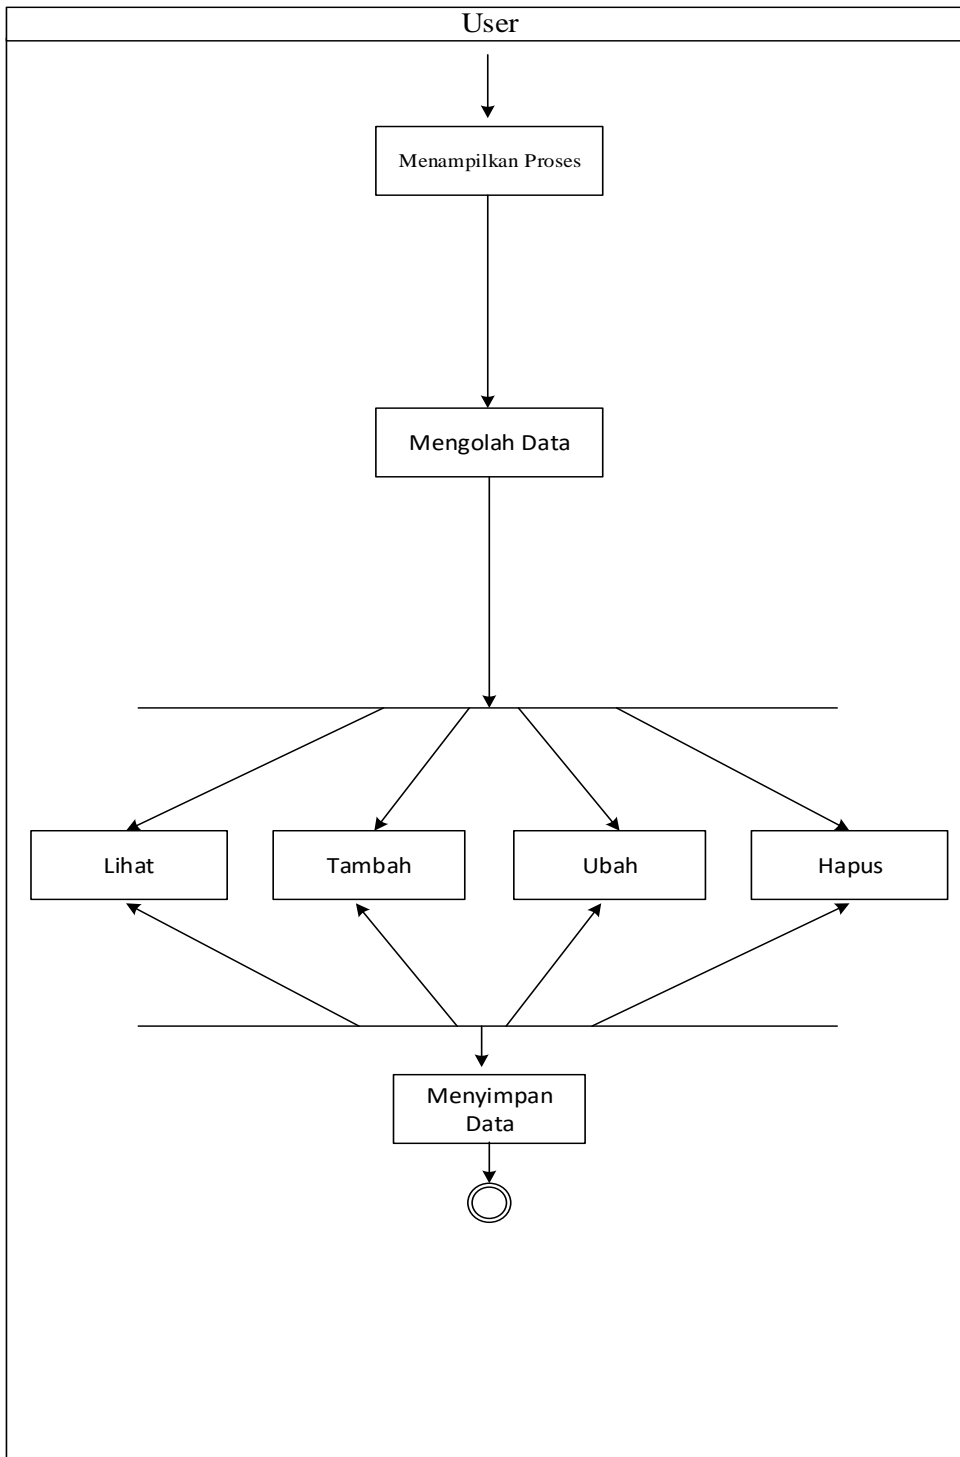 User
Menampilkan Proses
Mengolah Data
Lihat
Tambah
Ubah
Hapus
Menyimpan
Data